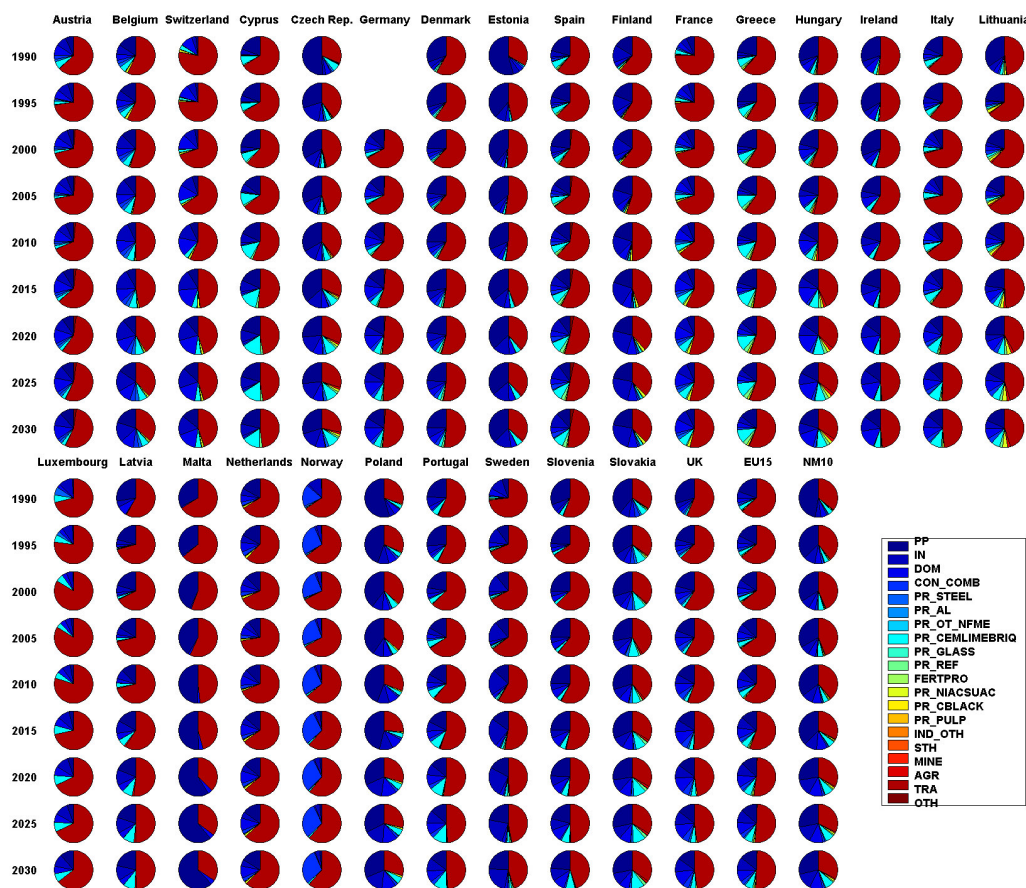 Austria Belgium Switzerland Cyprus Czech Rep. Germany Denmark Estonia Spain Finland France Greece Hungary Ireland Italy Lithuania
1990
1995
2000
2005
2010
2015
2020
2025
2030
Luxembourg Latvia Malta Netherlands Norway Poland Portugal Sweden Slovenia Slovakia UK EU15 NM10
1990
1995
2000
2005
2010
2015
2020
2025
2030
PP
IN
DOM
CON_COMB
PR_STEEL
PR_AL
PR_OT_NFME
PR_CEMLIMEBRIQ
PR_GLASS
PR_REF
FERTPRO
PR_NIACSUAC
PR_CBLACK
PR_PULP
IND_OTH
STH
MINE
AGR
TRA
OTH